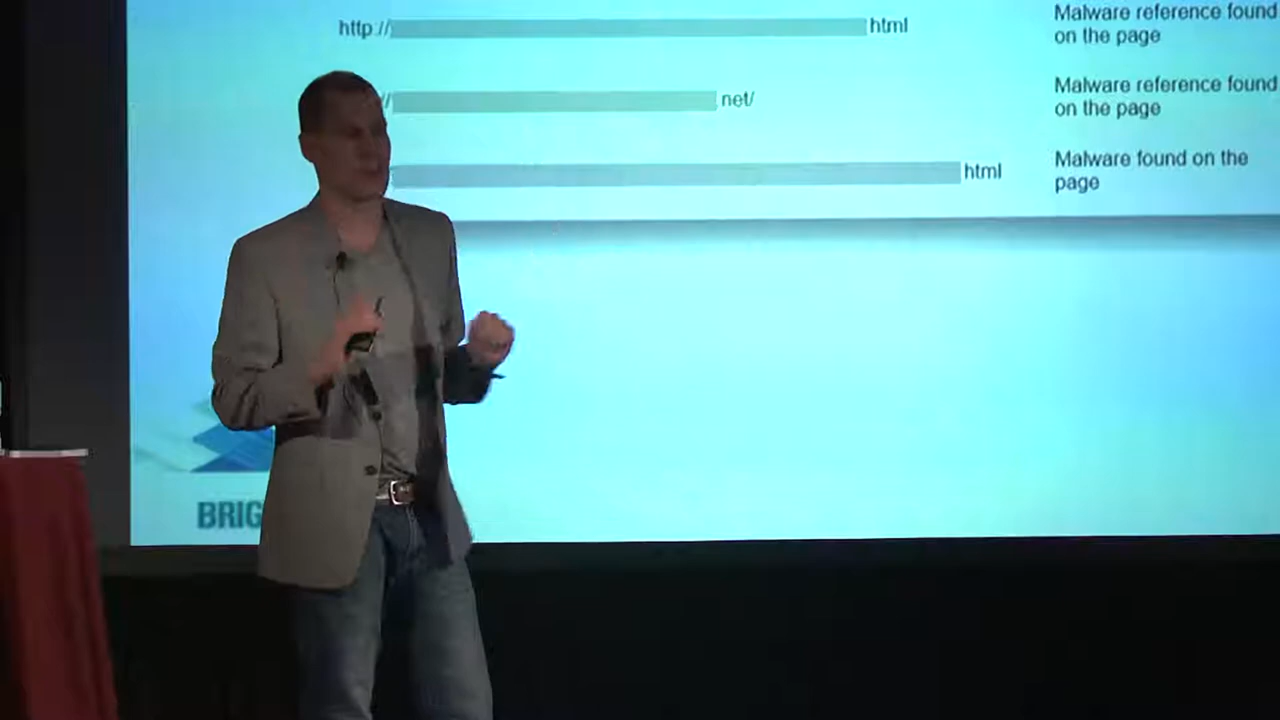 http:// html
Malware reference found
on the page
/ net/
Malware reference found
on the page
html
Malware found on the
page
BRIG